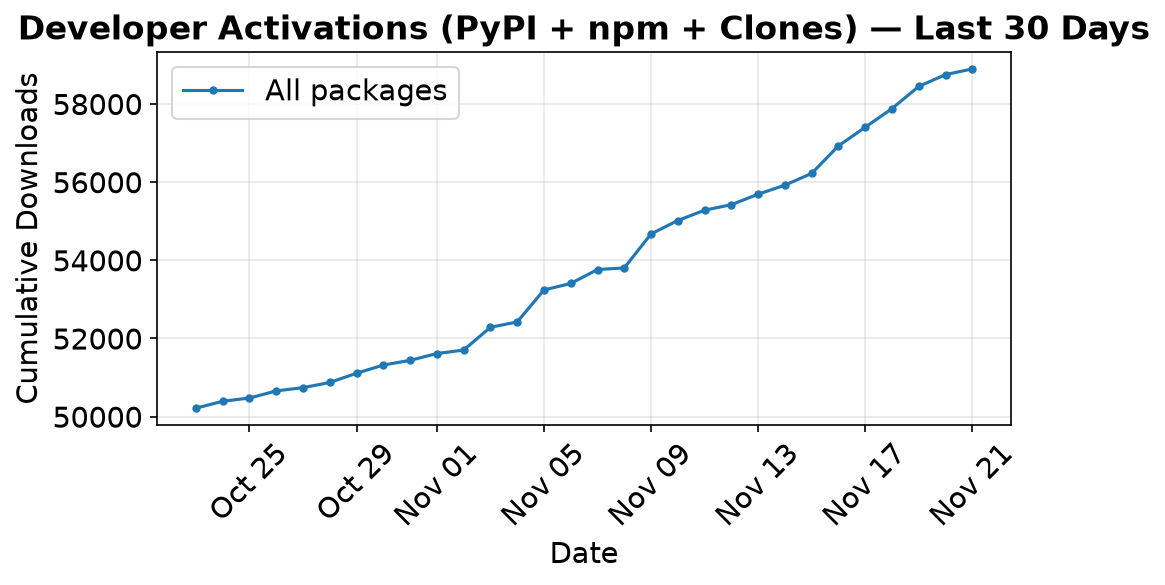 Developer Activations (PyPI + npm + Clones) — Last 30 Days
All packages
Cumulative Downloads
58000
56000
54000
52000
50000
Oct 25
Oct 29
Nov 01
Nov 05
Nov 09
Nov 13
Nov 17
Nov 21
Date